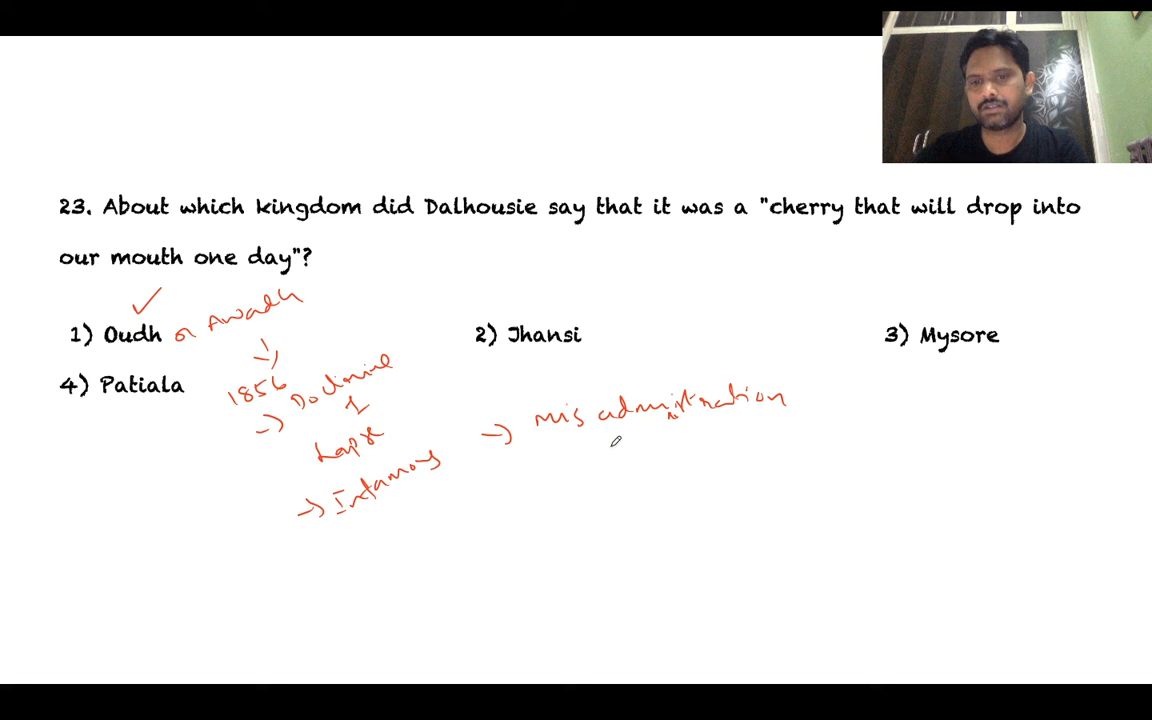 23. About which kingdom did Dalhousie say that it was a "cherry that will drop into
our mouth one day"?
1) Oudh or Awadh
2) Jhansi
3) Mysore
4) Patiala
→ 1856
→ Doctrine
Lapse
→ Infamous
→ mis administration